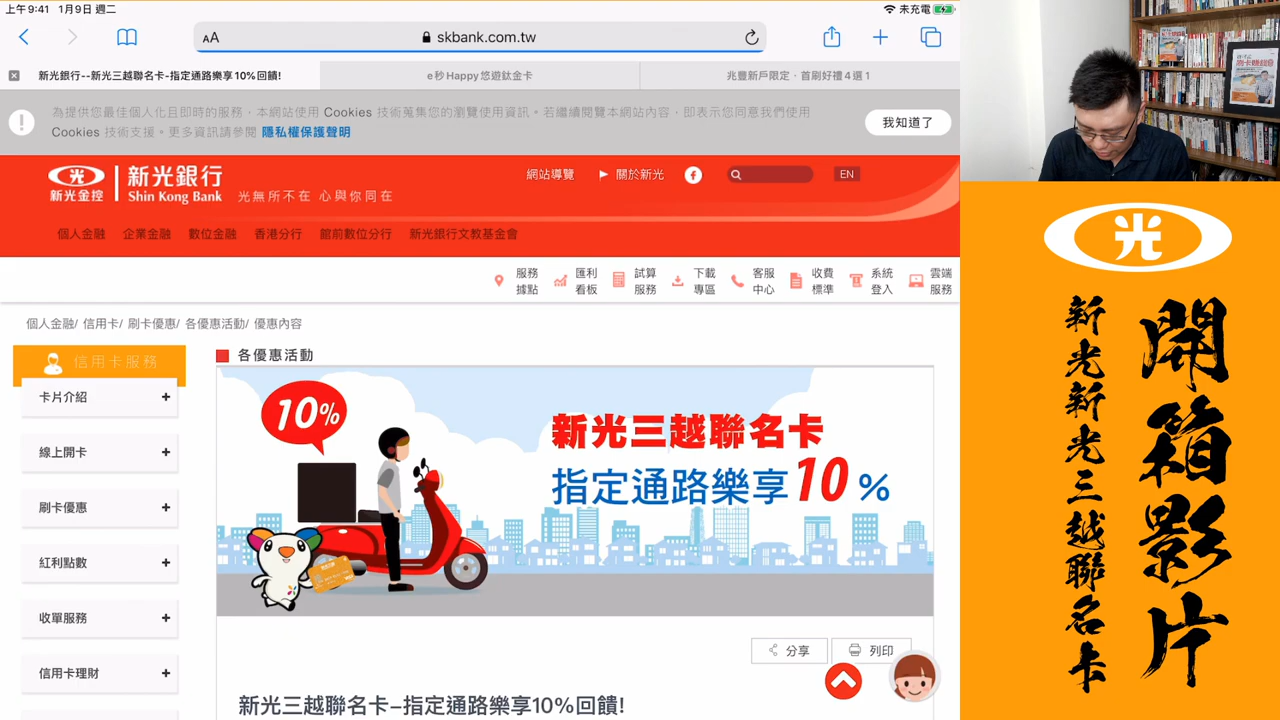 上午9:41 1月9日 週二
未充電
AA
skbank.com.tw
新光銀行--新光三越聯名卡-指定通路樂享10%回饋!
e秒Happy悠遊鈦金卡
兆豐新戶限定．首刷好禮4選1
為提供您最佳個人化且即時的服務，本網站使用 Cookies 技術蒐集您的瀏覽使用資訊。若繼續閱覽本網站內容，即表示您同意我們使用
Cookies 技術支援。更多資訊請參閱 隱私權保護聲明
我知道了
光
新光金控
新光銀行
Shin Kong Bank
光無所不在 心與你同在
網站導覽
關於新光
EN
個人金融
企業金融
數位金融
香港分行
館前數位分行
新光銀行文教基金會
服務
據點
匯利
看板
試算
服務
下載
專區
客服
中心
收費
標準
系統
登入
雲端
服務
個人金融/ 信用卡/ 刷卡優惠/ 各優惠活動/ 優惠內容
信用卡服務
卡片介紹 +
線上開卡 +
刷卡優惠 +
紅利點數 +
收單服務 +
信用卡理財 +
各優惠活動
10%
新光三越聯名卡
指定通路樂享10%
分享
列印
新光三越聯名卡–指定通路樂享10%回饋!
光
開箱影片
新光新光三越聯名卡